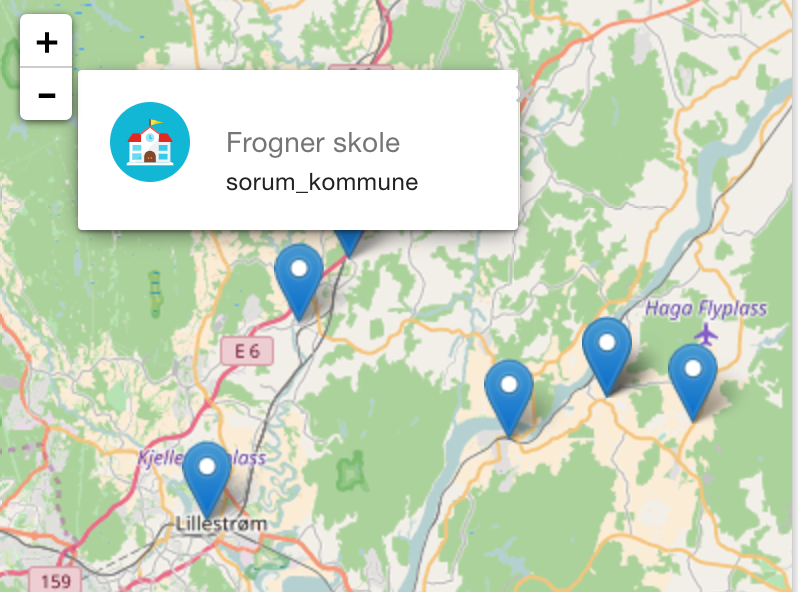 +
-
Frogner skole
sorum_kommune
Haga Flyplass
E 6
Lillestrøm
159